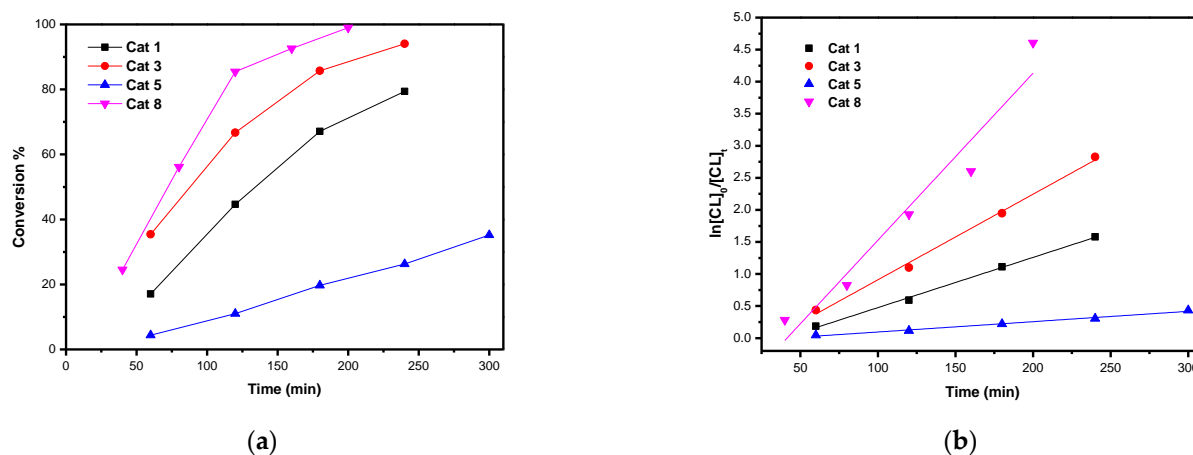 100
80
60
40
20
0
Conversion %
Cat 1
Cat 3
Cat 5
Cat 8
0 50 100 150 200 250 300
Time (min)
(a)
5.0
4.5
4.0
3.5
3.0
2.5
2.0
1.5
1.0
0.5
0.0
ln[CL]0/[CL]t
Cat 1
Cat 3
Cat 5
Cat 8
50 100 150 200 250 300
Time (min)
(b)